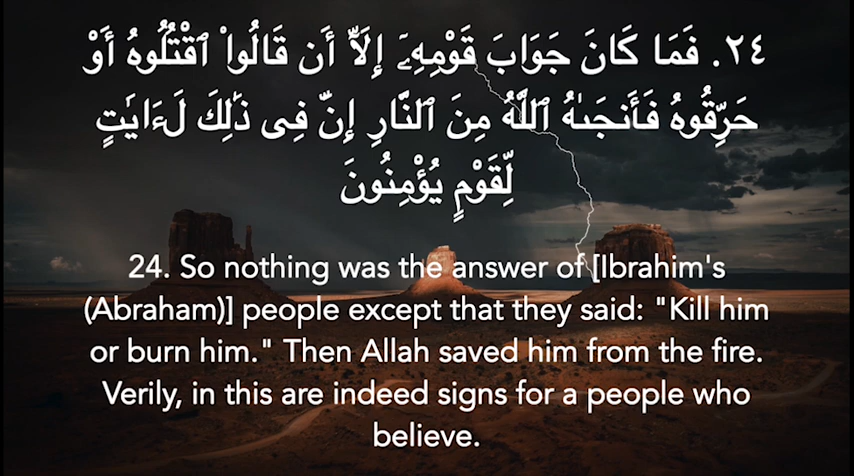 ٢٤. فَمَا كَانَ جَوَابَ قَوْمِهِۦٓ إِلَّآ أَن قَالُوا۟ ٱقْتُلُوهُ أَوْ
حَرِّقُوهُ فَأَنجَىٰهُ ٱللَّهُ مِنَ ٱلنَّارِ إِنَّ فِى ذَٰلِكَ لَـَٔايَـٰتٍ
لِّقَوْمٍ يُؤْمِنُونَ
24. So nothing was the answer of [Ibrahim's
(Abraham)] people except that they said: "Kill him
or burn him." Then Allah saved him from the fire.
Verily, in this are indeed signs for a people who
believe.